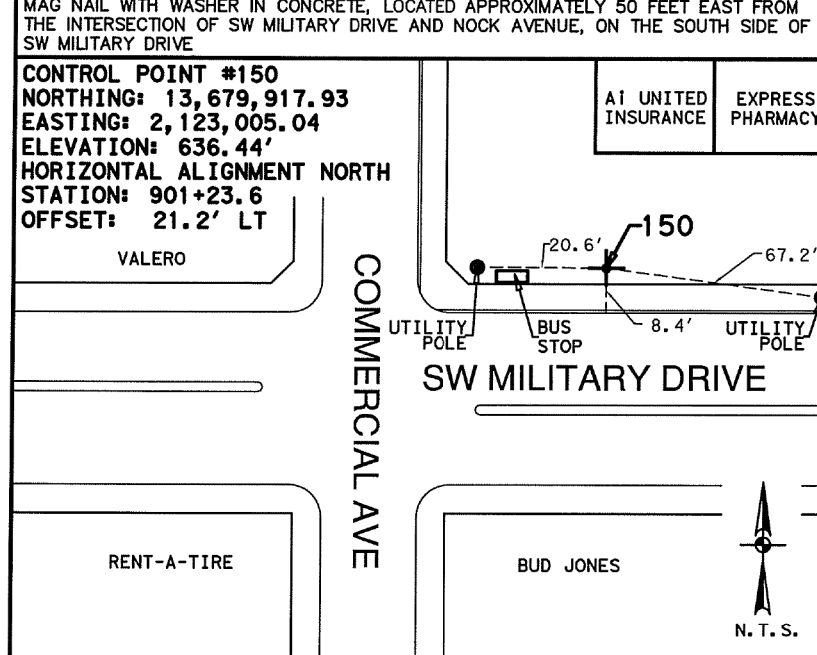 MAG NAIL WITH WASHER IN CONCRETE, LOCATED APPROXIMATELY 50 FEET EAST FROM
THE INTERSECTION OF SW MILITARY DRIVE AND NOCK AVENUE, ON THE SOUTH SIDE OF
SW MILITARY DRIVE
CONTROL POINT #150
NORTHING: 13,679,917.93
EASTING: 2,123,005.04
ELEVATION: 636.44'
HORIZONTAL ALIGNMENT NORTH
STATION: 901+23.6
OFFSET: 21.2' LT
Ai UNITED
INSURANCE
EXPRESS
PHARMACY
VALERO
150
20.6'
67.2'
UTILITY
POLE
BUS
STOP
8.4'
UTILITY
POLE
COMMERCIAL AVE
SW MILITARY DRIVE
RENT-A-TIRE
BUD JONES
N.T.S.